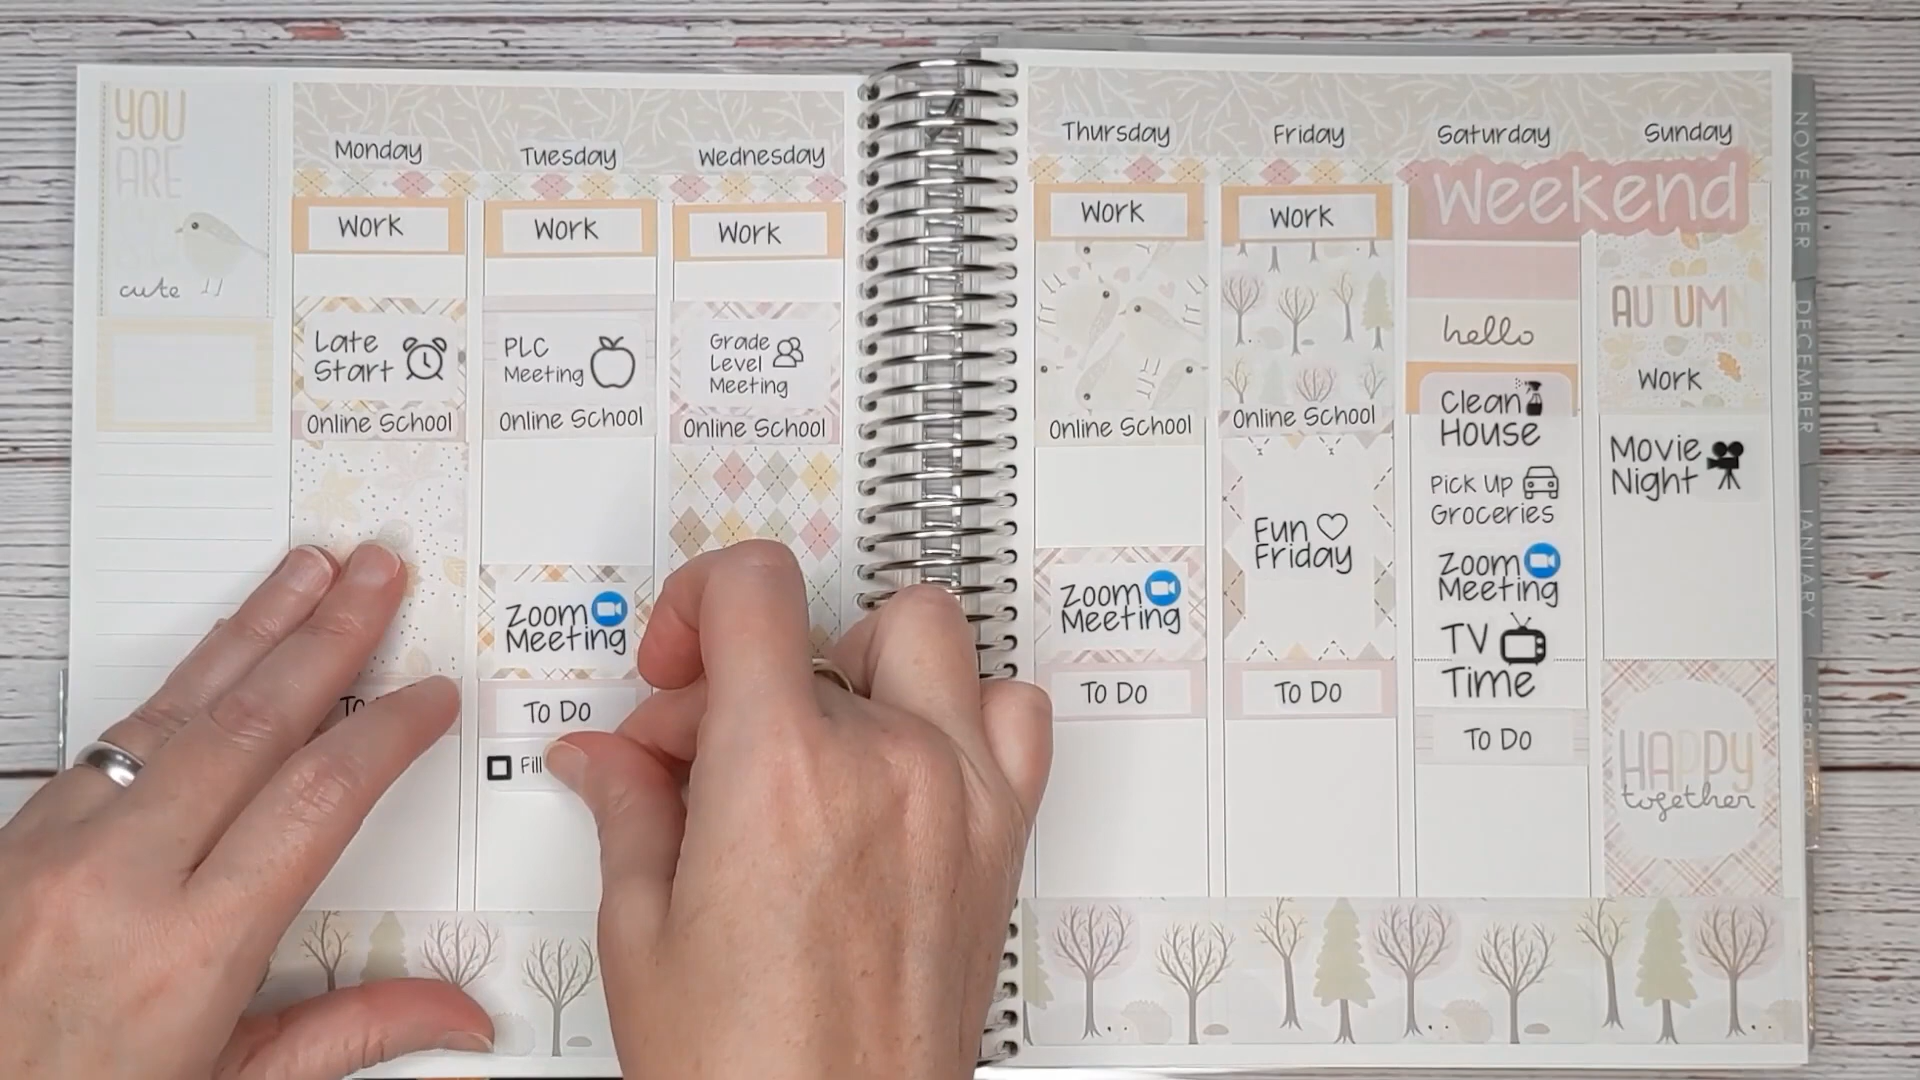 YOU
ARE
cute
Monday
Work
Late
Start
Online School
Tuesday
Work
PLC
Meeting
Online School
Zoom
Meeting
To Do
Fill
Wednesday
Work
Grade
Level
Meeting
Online School
Thursday
Work
Online School
Zoom
Meeting
To Do
Friday
Work
Online School
Fun
Friday
To Do
Saturday
Sunday
Weekend
hello
Clean
House
Pick Up
Groceries
Zoom
Meeting
TV
Time
To Do
AUTUMN
Work
Movie
Night
HAPPY
together
NOVEMBER
DECEMBER
JANUARY